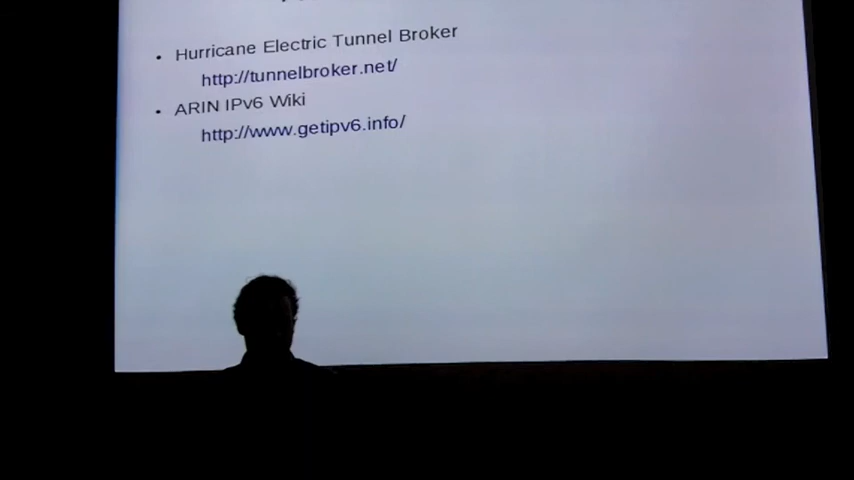 • Hurricane Electric Tunnel Broker
http://tunnelbroker.net/
• ARIN IPv6 Wiki
http://www.getipv6.info/